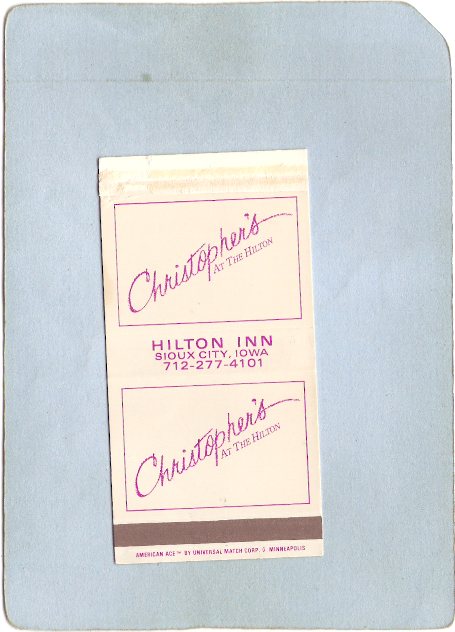 Christopher's
AT THE HILTON
HILTON INN
SIOUX CITY, IOWA
712-277-4101
Christopher's
AT THE HILTON
AMERICAN ACE™ BY UNIVERSAL MATCH CORP. MINNEAPOLIS